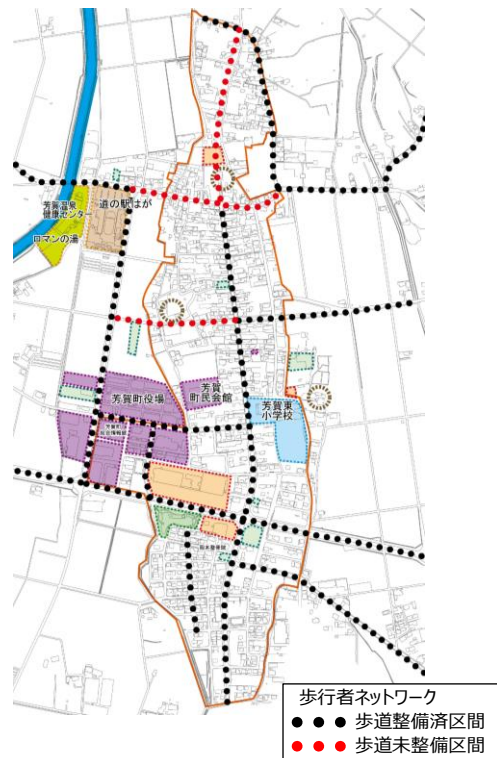 芳賀温泉
健康センター
ロマンの湯
道の駅はが
芳賀町役場
芳賀
町民会館
芳賀東
小学校
歩行者ネットワーク
歩道整備済区間
歩道未整備区間